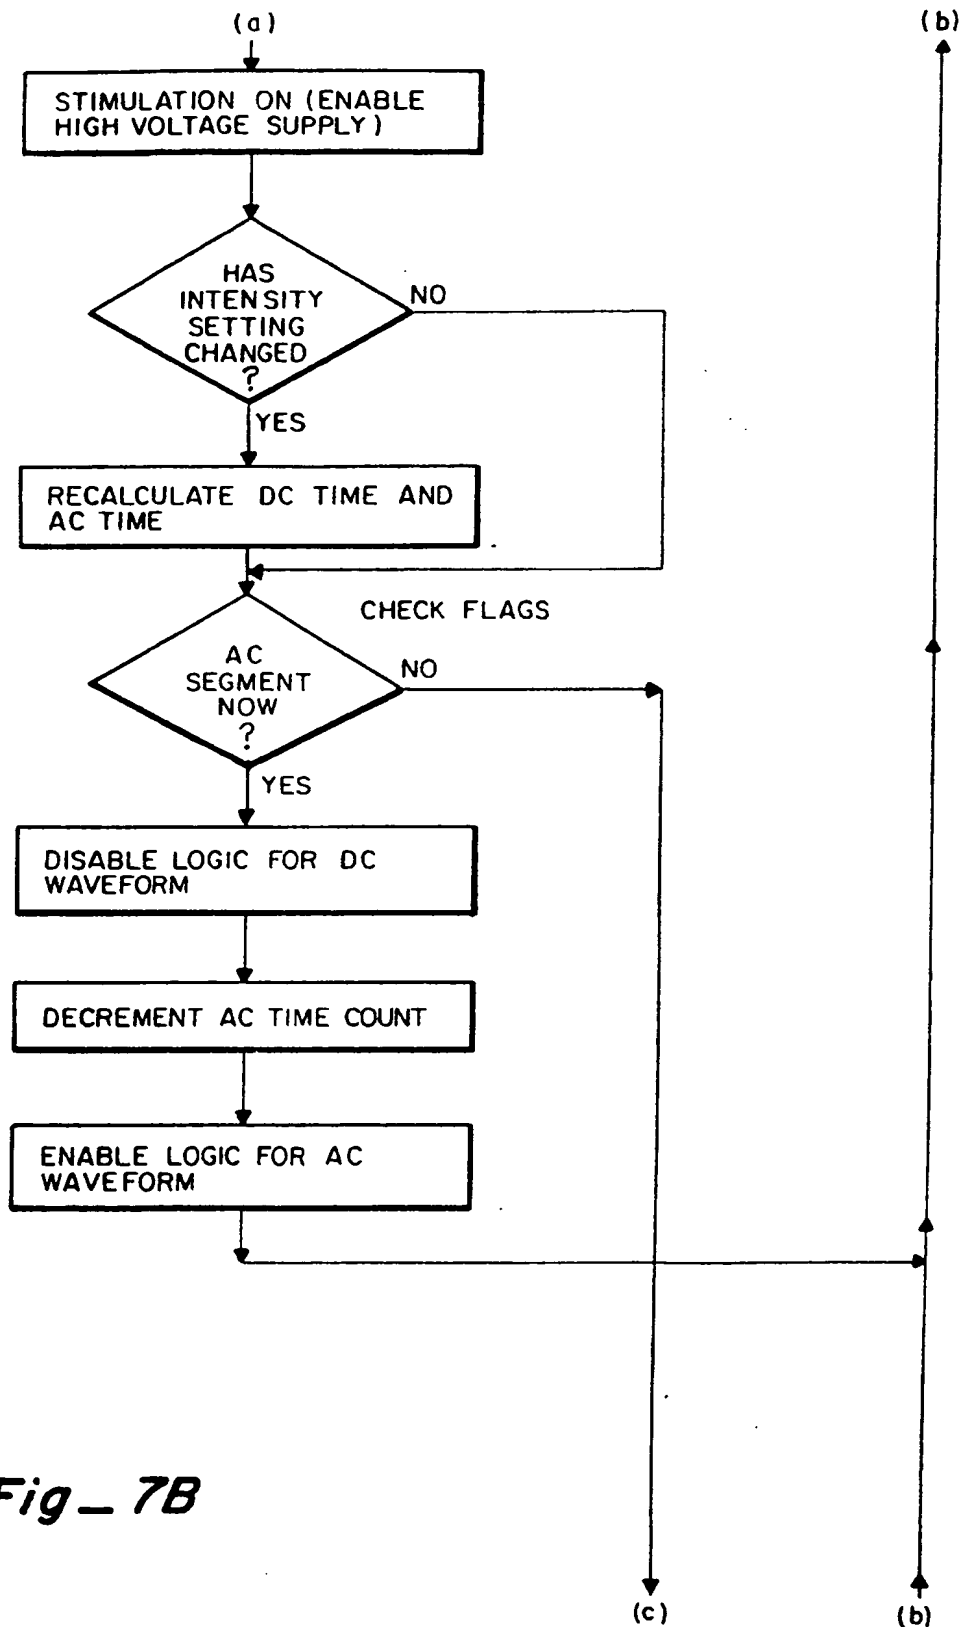 (a)
(b)
STIMULATION ON (ENABLE
HIGH VOLTAGE SUPPLY)
HAS
INTENSITY
SETTING
CHANGED
?
NO
YES
RECALCULATE DC TIME AND
AC TIME
CHECK FLAGS
AC
SEGMENT
NOW
?
NO
YES
DISABLE LOGIC FOR DC
WAVEFORM
DECREMENT AC TIME COUNT
ENABLE LOGIC FOR AC
WAVEFORM
Fig_ 7B
(c)
(b)